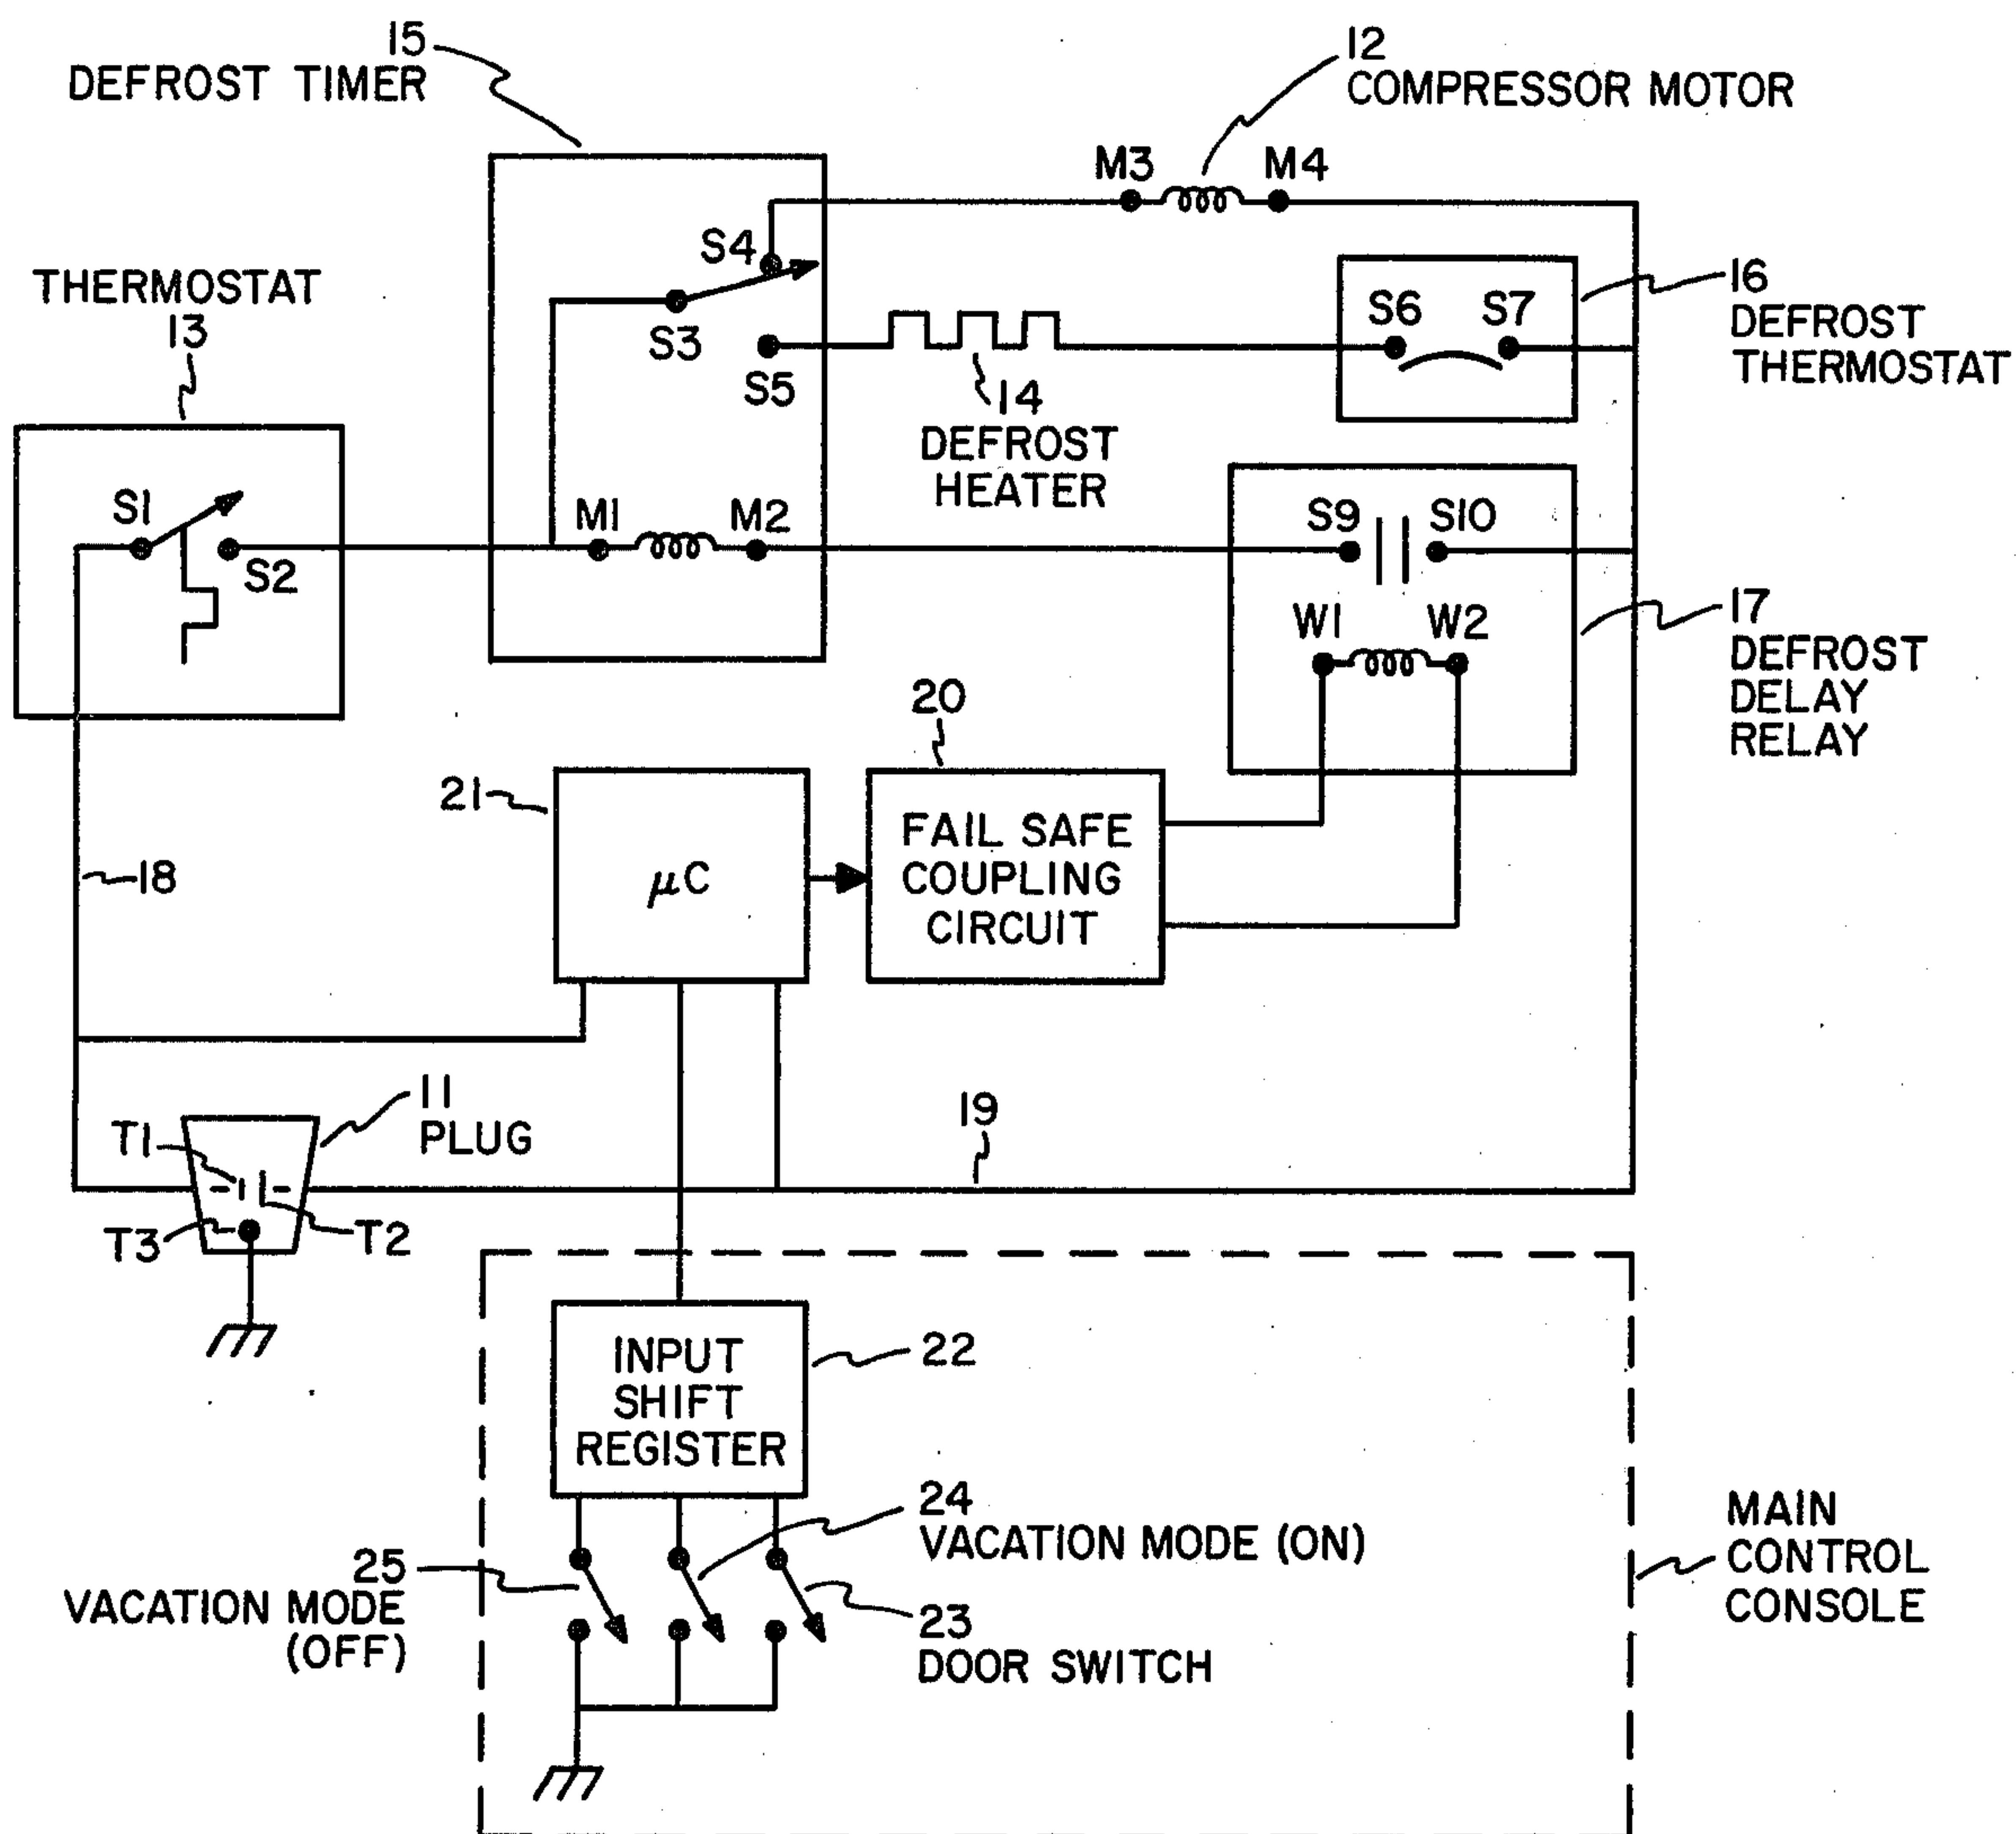 15
DEFROST TIMER
12
COMPRESSOR MOTOR
M3
M4
S4
S3
S5
THERMOSTAT
13
S6
S7
16
DEFROST
THERMOSTAT
14
DEFROST
HEATER
S1
S2
M1
M2
S9
S10
W1
W2
17
DEFROST
DELAY
RELAY
20
21
μC
FAIL SAFE
COUPLING
CIRCUIT
18
11
PLUG
T1
T3
T2
19
INPUT
SHIFT
REGISTER
22
24
VACATION MODE (ON)
25
VACATION MODE
(OFF)
23
DOOR SWITCH
MAIN
CONTROL
CONSOLE